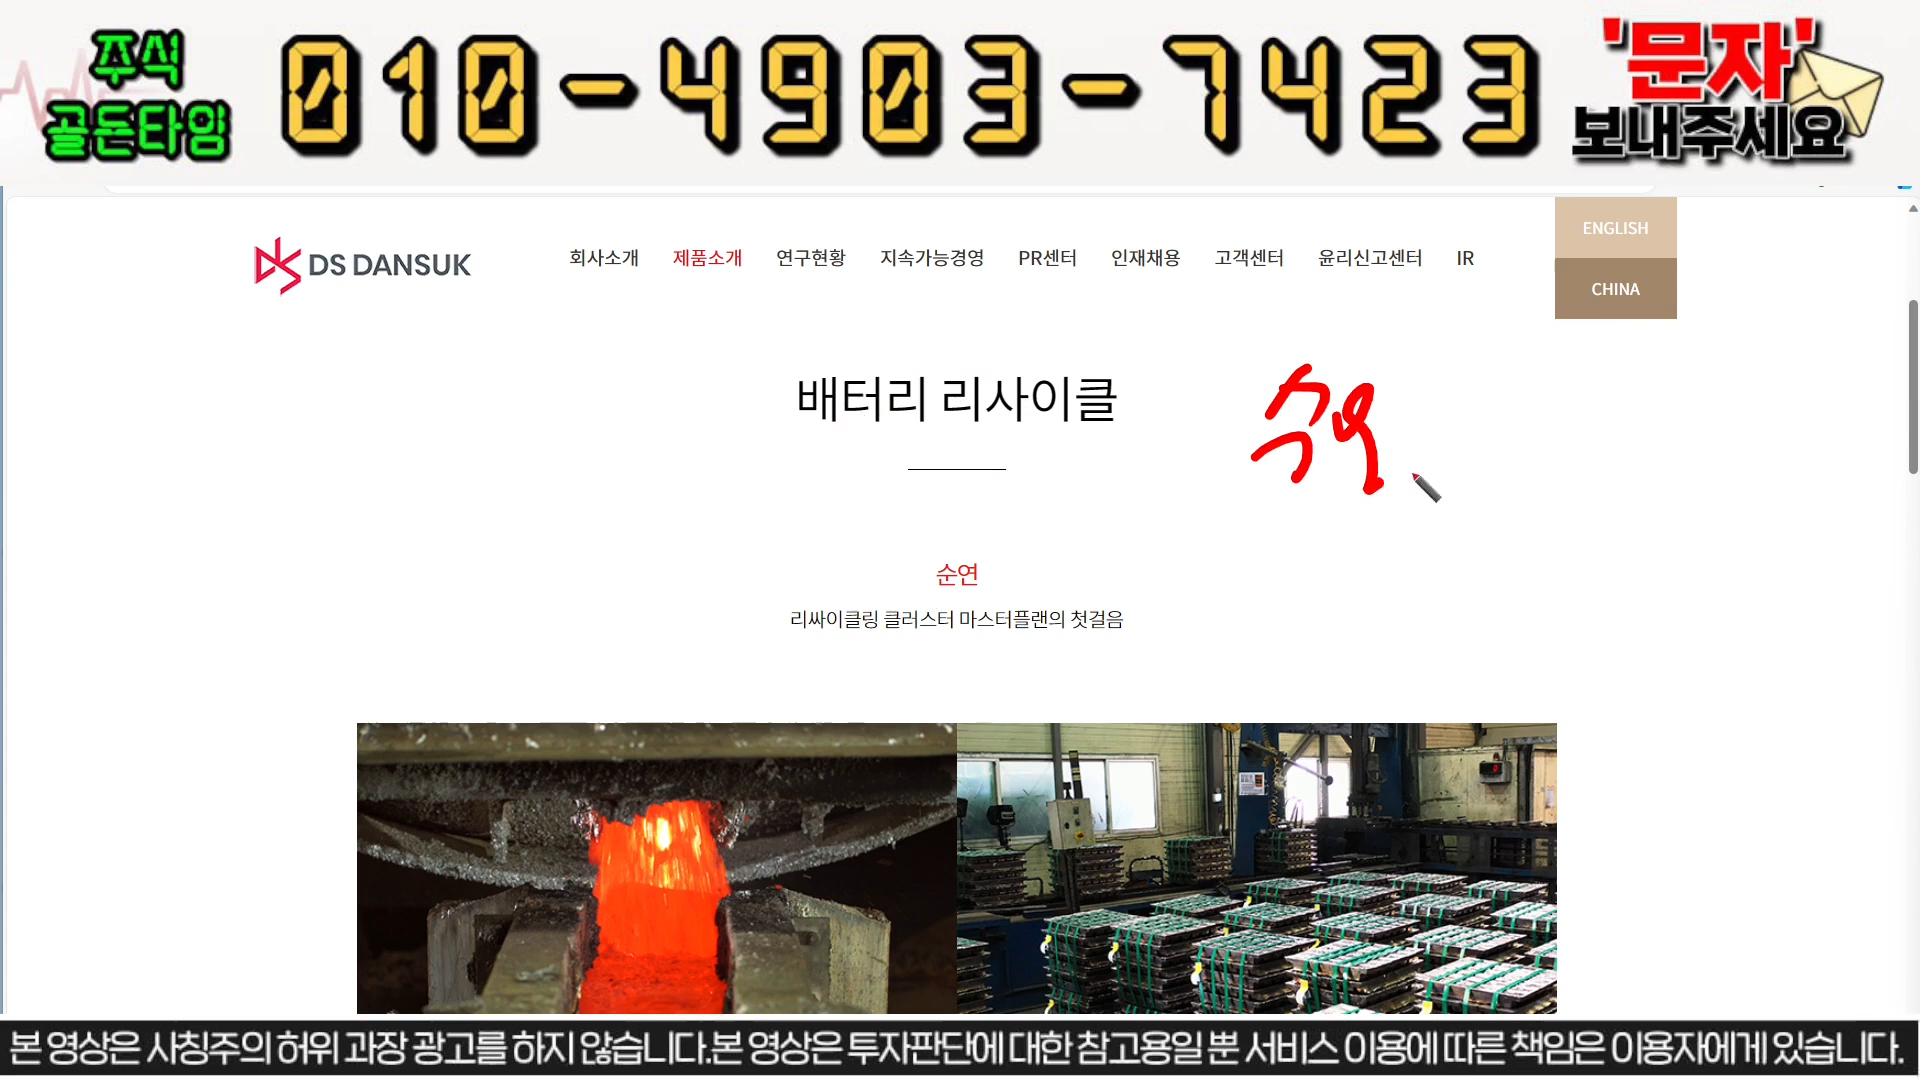 주식
골든타임
010-4903-7423
'문자'
보내주세요
DS DANSUK
회사소개 제품소개 연구현황 지속가능경영 PR센터 인재채용 고객센터 윤리신고센터 IR
ENGLISH
CHINA
배터리 리사이클
순연
리싸이클링 클러스터 마스터플랜의 첫걸음
본 영상은 사칭주의 허위 과장 광고를 하지 않습니다.본 영상은 투자판단에 대한 참고용일 뿐 서비스 이용에 따른 책임은 이용자에게 있습니다.